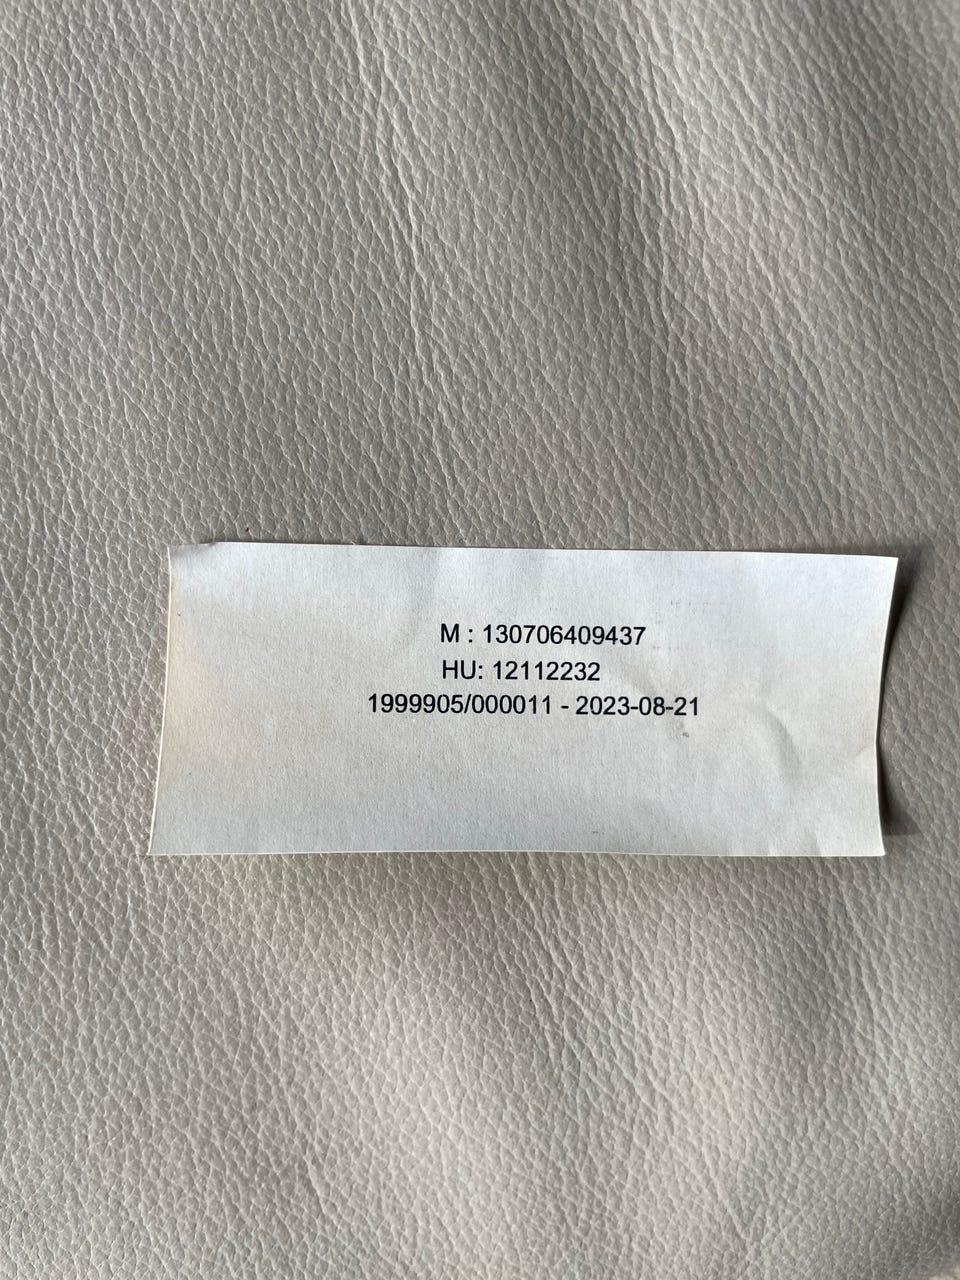 M : 130706409437
HU: 12112232
1999905/000011 - 2023-08-21